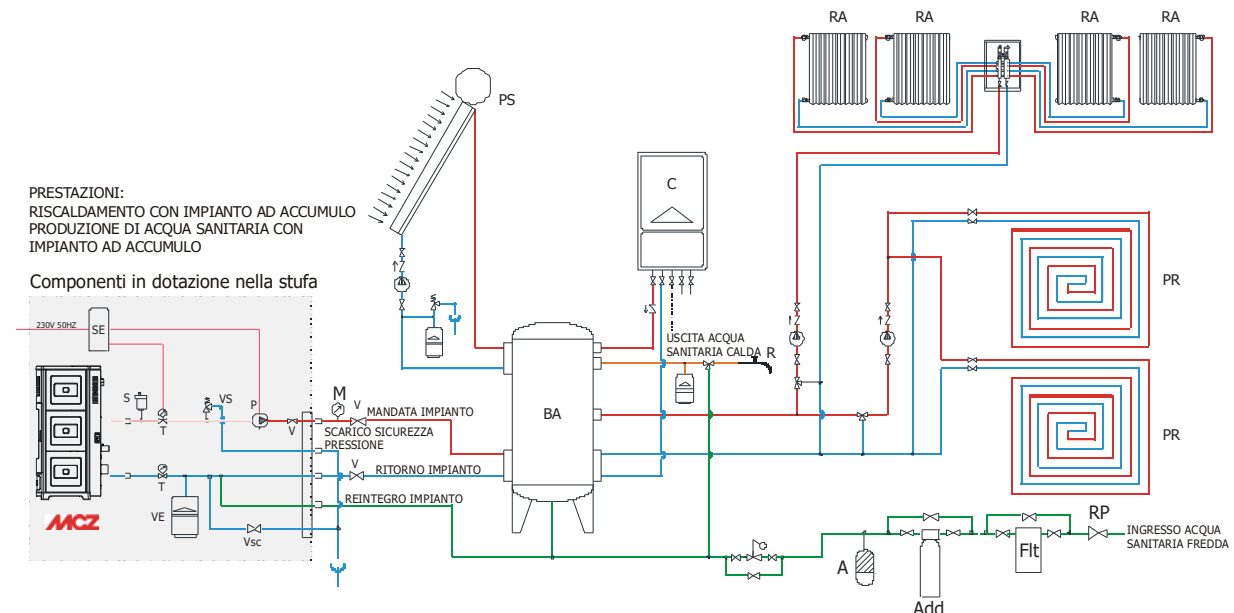 RA
RA
RA
RA
PS
C
PRESTAZIONI:
RISCALDAMENTO CON IMPIANTO AD ACCUMULO
PRODUZIONE DI ACQUA SANITARIA CON
IMPIANTO AD ACCUMULO
Componenti in dotazione nella stufa
230V 50HZ
SE
S
T
VS
P
V
M
V
MANDATA IMPIANTO
SCARICO SICUREZZA
PRESSIONE
V
RITORNO IMPIANTO
REINTEGRO IMPIANTO
T
VE
Vsc
MCZ
BA
USCITA ACQUA
SANITARIA CALDA
R
PR
PR
A
Add
Flt
RP
INGRESSO ACQUA
SANITARIA FREDDA